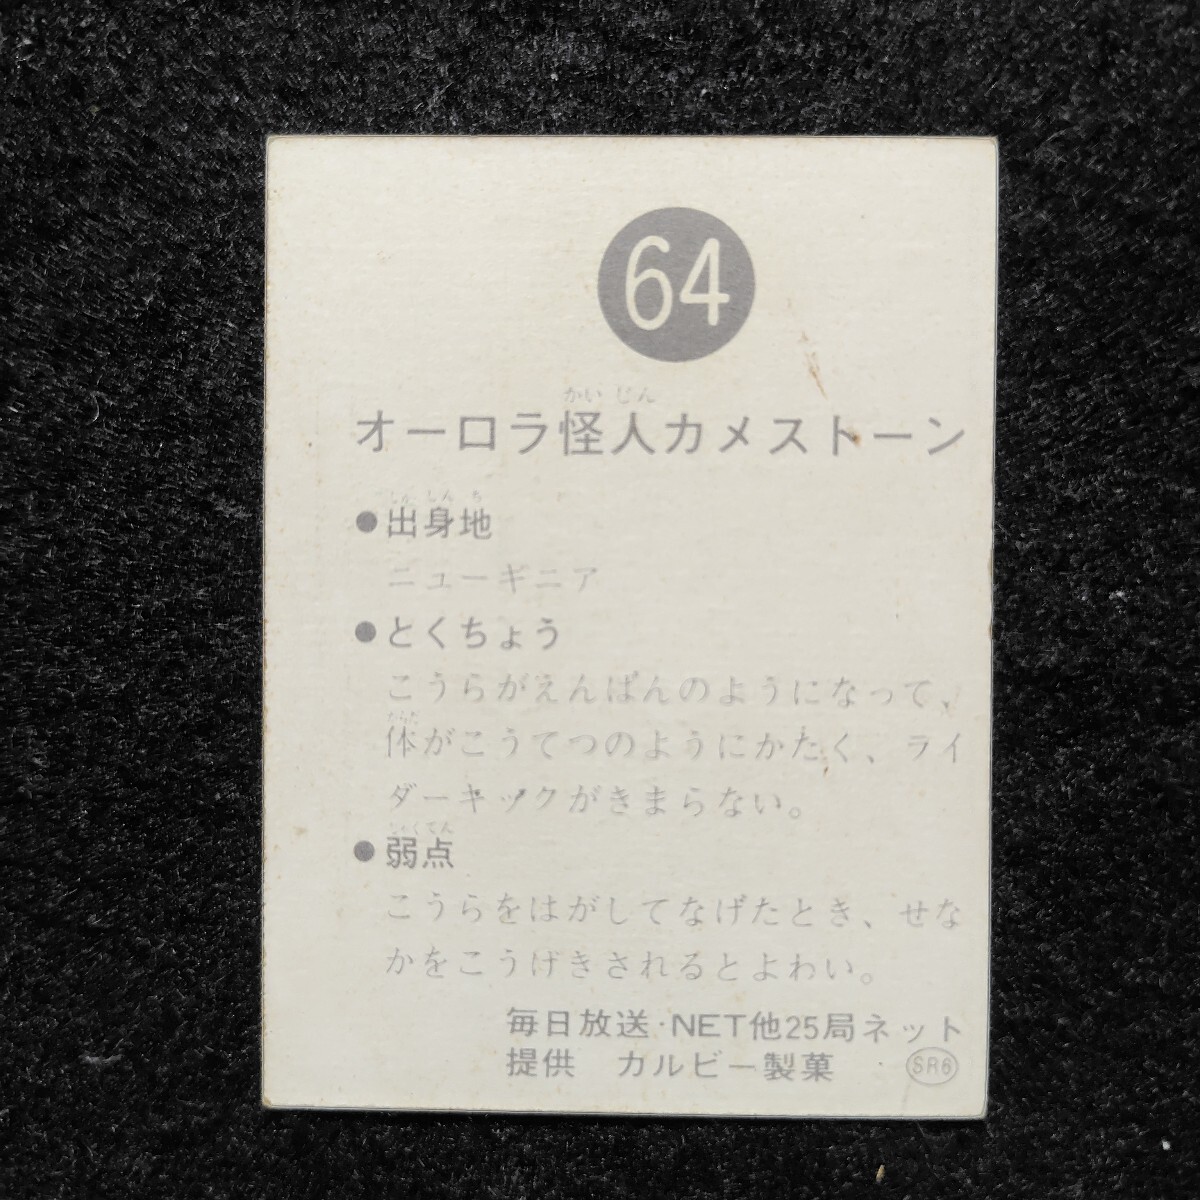 64
かいじん
オーロラ怪人カメストーン
しゅっしんち
●出身地
ニューギニア
●とくちょう
こうらがえんばんのようになって、
からだ
体がこうてつのようにかたく、ライ
ダーキックがきまらない。
じゃくてん
●弱点
こうらをはがしてなげたとき、せな
かをこうげきされるとよわい。
毎日放送・NET他25局ネット
提供　カルビー製菓
SR6